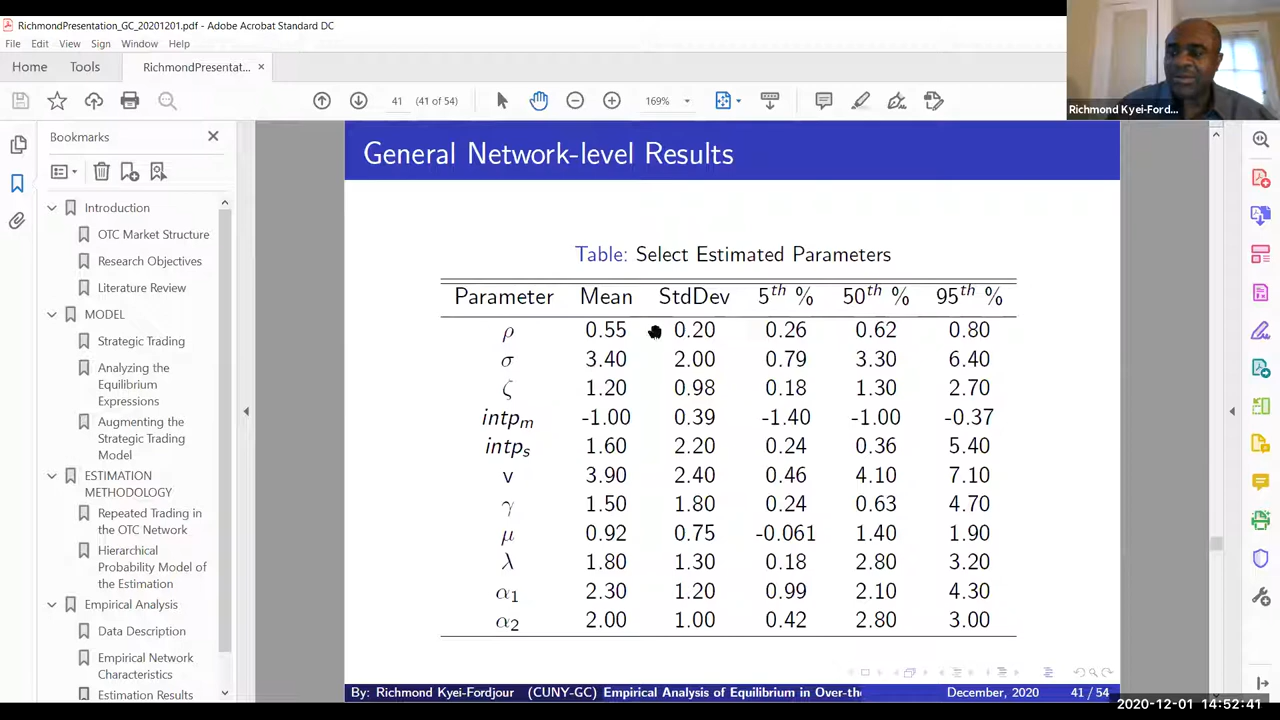 RichmondPresentation_GC_20201201.pdf - Adobe Acrobat Standard DC
File Edit View Sign Window Help
Home Tools RichmondPresentat... ×
41 (41 of 54) 169%
Richmond Kyei-Ford...
Bookmarks
Introduction
OTC Market Structure
Research Objectives
Literature Review
MODEL
Strategic Trading
Analyzing the
Equilibrium
Expressions
Augmenting the
Strategic Trading
Model
ESTIMATION
METHODOLOGY
Repeated Trading in
the OTC Network
Hierarchical
Probability Model of
the Estimation
Empirical Analysis
Data Description
Empirical Network
Characteristics
Estimation Results
General Network-level Results
Table: Select Estimated Parameters
Parameter Mean StdDev 5th % 50th % 95th %
ρ 0.55 0.20 0.26 0.62 0.80
σ 3.40 2.00 0.79 3.30 6.40
ζ 1.20 0.98 0.18 1.30 2.70
intpm -1.00 0.39 -1.40 -1.00 -0.37
intps 1.60 2.20 0.24 0.36 5.40
v 3.90 2.40 0.46 4.10 7.10
γ 1.50 1.80 0.24 0.63 4.70
μ 0.92 0.75 -0.061 1.40 1.90
λ 1.80 1.30 0.18 2.80 3.20
α1 2.30 1.20 0.99 2.10 4.30
α2 2.00 1.00 0.42 2.80 3.00
By: Richmond Kyei-Fordjour (CUNY-GC) Empirical Analysis of Equilibrium in Over-the December, 2020 41 / 54
2020-12-01 14:52:41